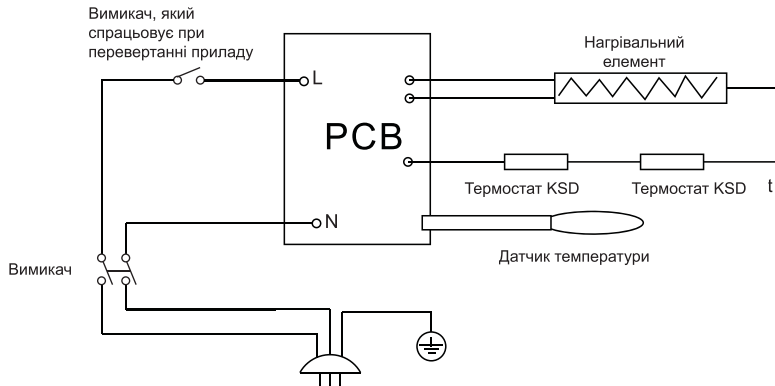 Вимикач, який
спрацьовує при
перевертанні приладу
Нагрівальний
елемент
L
PCB
Термостат KSD
Термостат KSD
t
N
Датчик температури
Вимикач